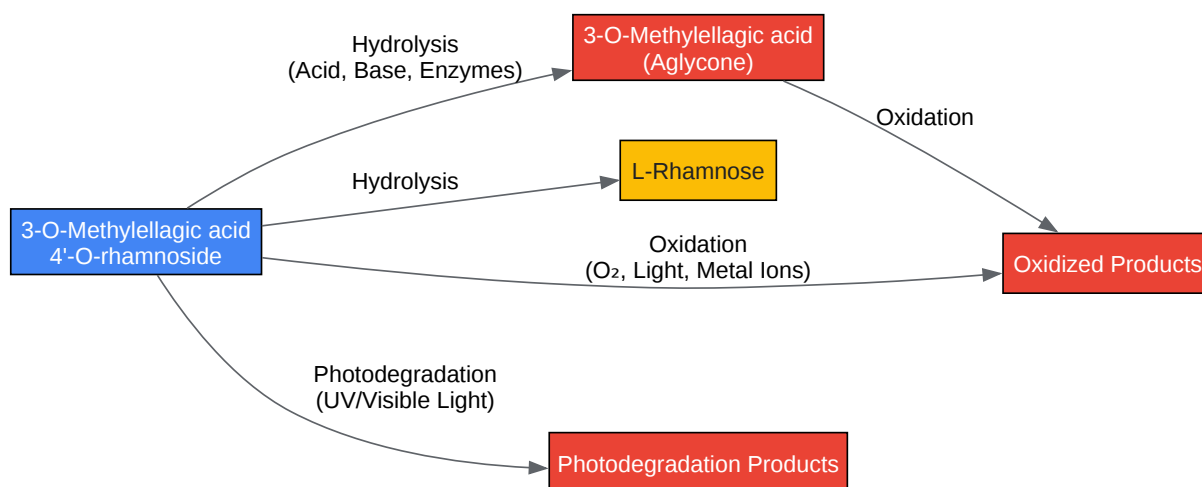 Hydrolysis
(Acid, Base, Enzymes)
3-O-Methylellagic acid
(Aglycone)
Oxidation
Hydrolysis
L-Rhamnose
3-O-Methylellagic acid
4'-O-rhamnoside
Oxidation
(O₂, Light, Metal Ions)
Oxidized Products
Photodegradation
(UV/Visible Light)
Photodegradation Products